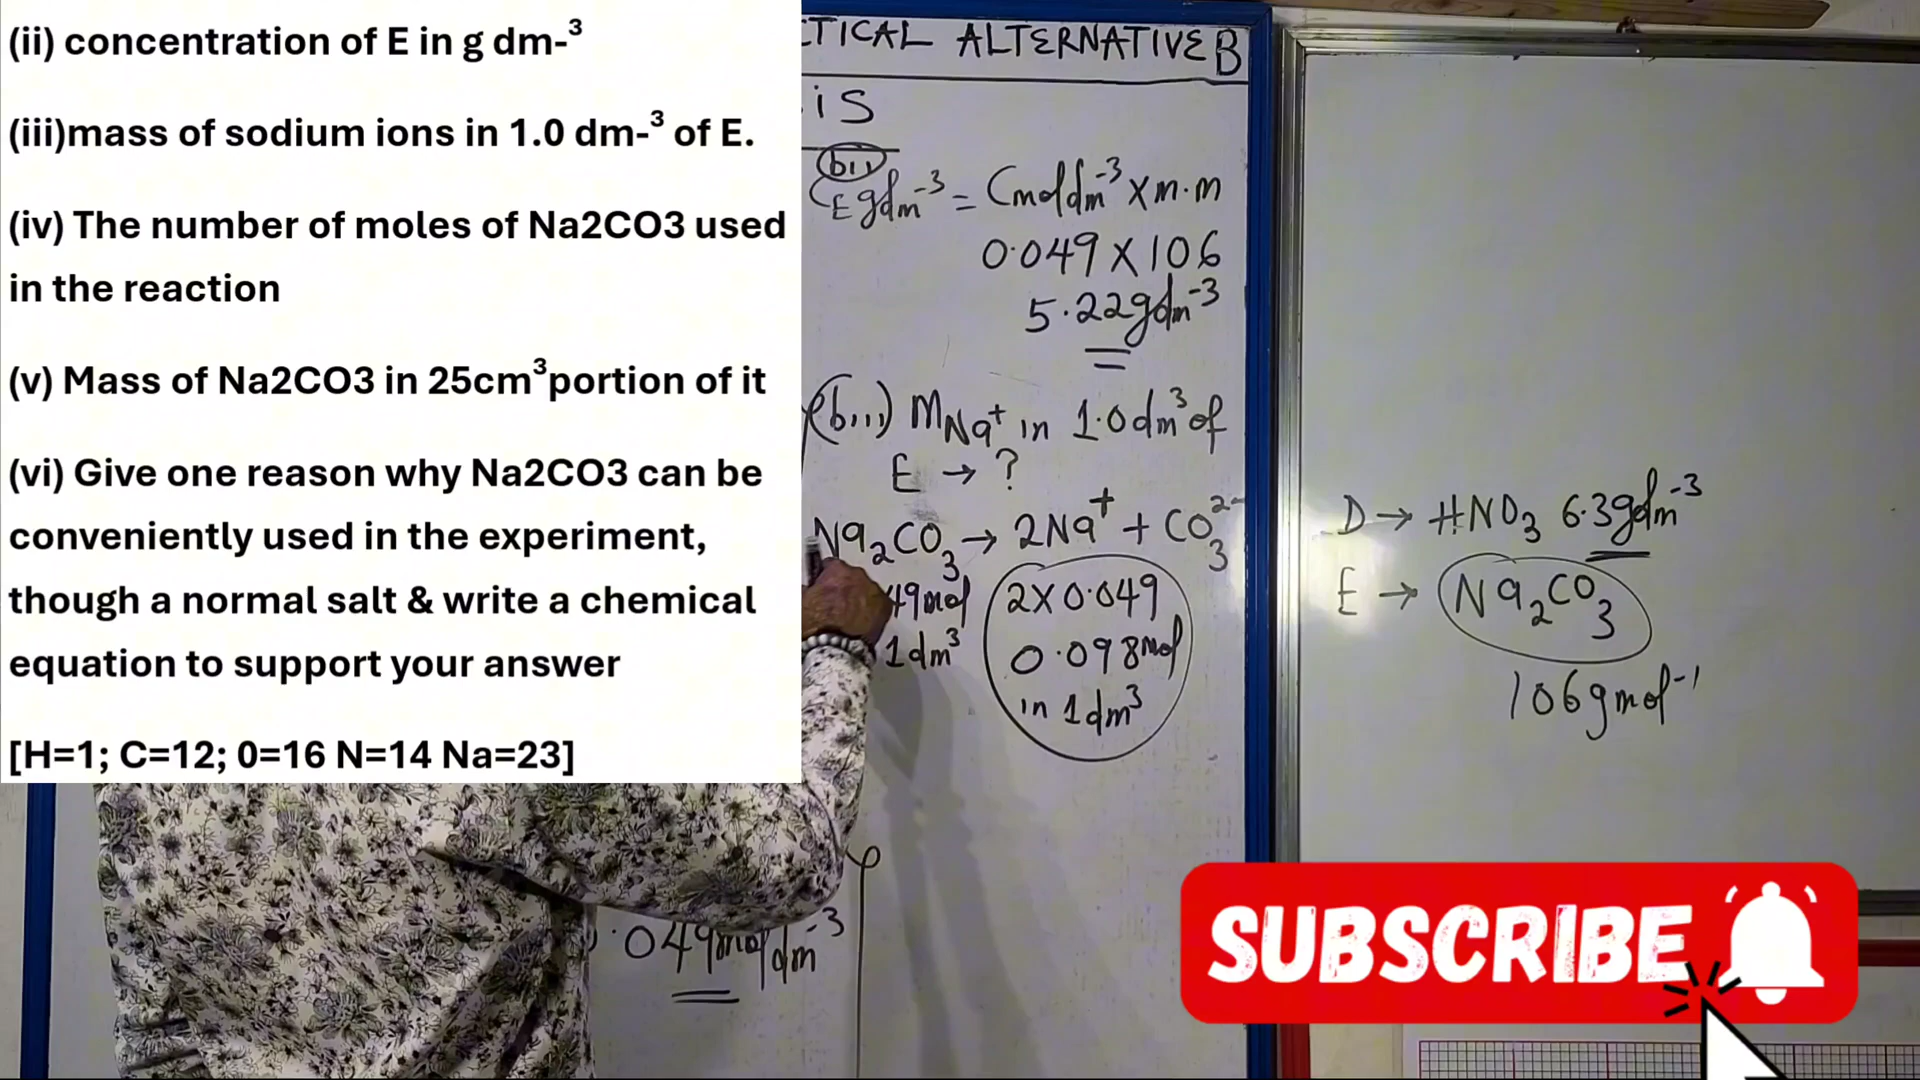 (ii) concentration of E in g dm-³
(iii)mass of sodium ions in 1.0 dm-³ of E.
(iv) The number of moles of Na2CO3 used
in the reaction
(v) Mass of Na2CO3 in 25cm³portion of it
(vi) Give one reason why Na2CO3 can be
conveniently used in the experiment,
though a normal salt & write a chemical
equation to support your answer
[H=1; C=12; 0=16 N=14 Na=23]
TICAL ALTERNATIVE B
is
bii
C_E gdm⁻³ = Cmoldm⁻³ X m.m
0.049 X 106
5.22gdm⁻³
(biii) M_Na⁺ in 1.0dm³ of
E → ?
Na₂CO₃ → 2Na⁺ + CO₃²⁻
49mol
1dm³
2X0.049
0.098mol
in 1dm³
.049moldm⁻³
D → HNO₃ 6.3gdm⁻³
E → Na₂CO₃
106gmol⁻¹
SUBSCRIBE